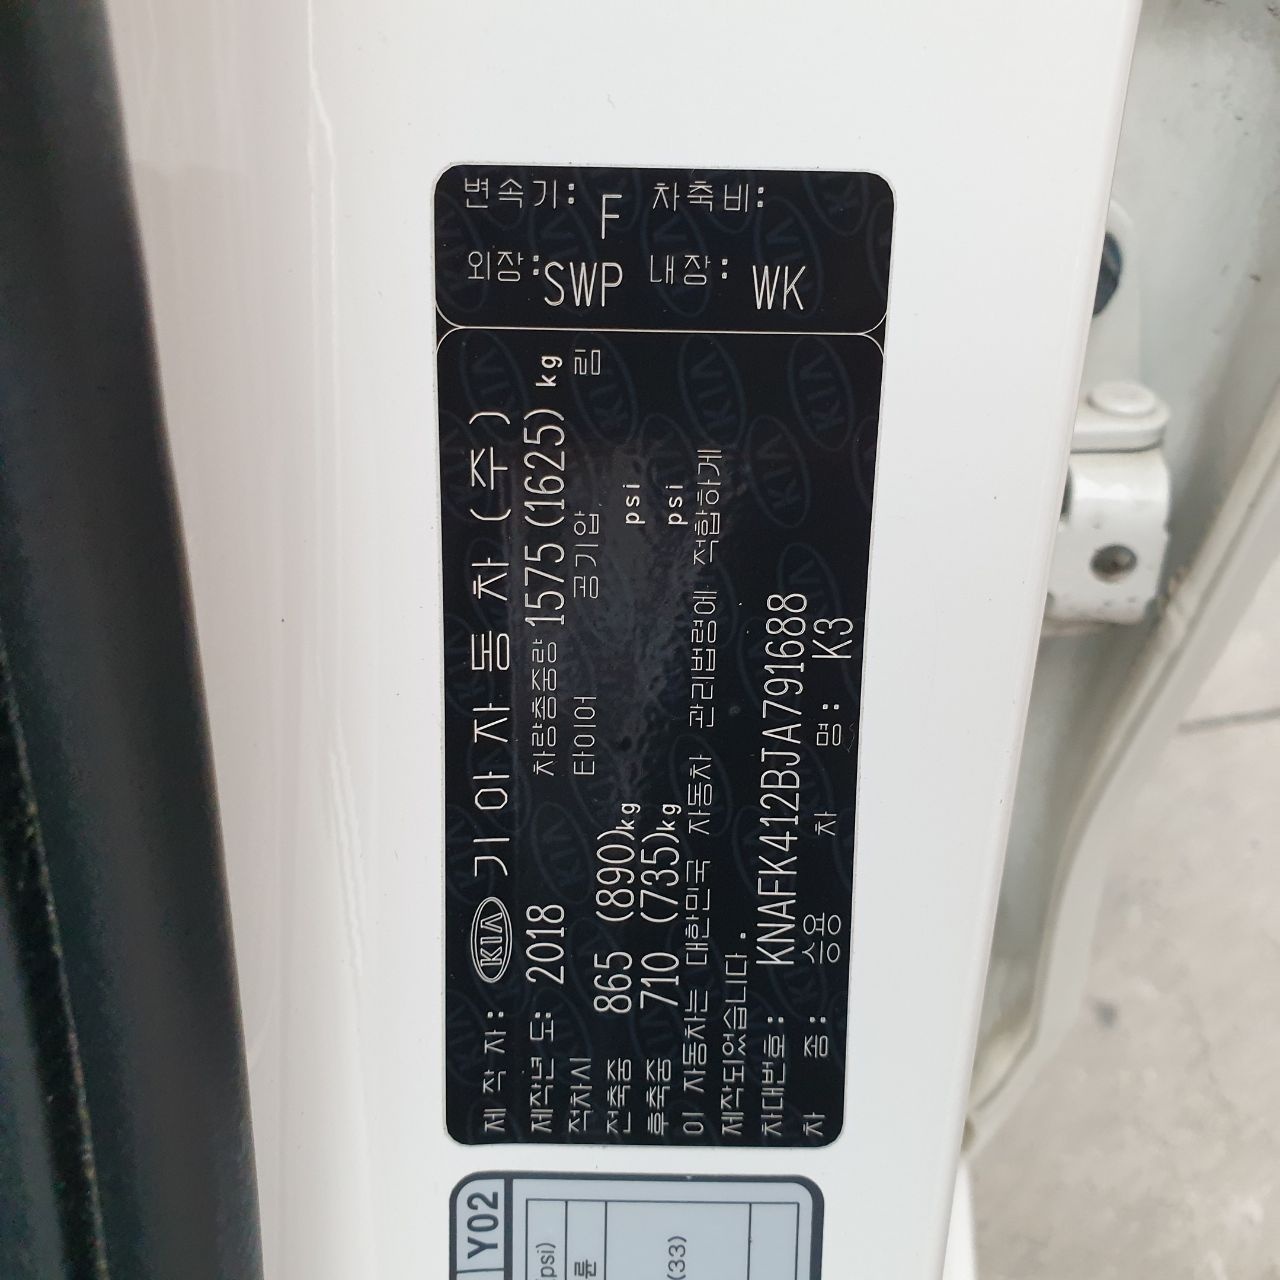 변속기: F 차축비:
외장: SWP 내장: WK
제 작 자: KIA 기아자동차(주)
제작년 도: 2018 차량총중량 1575(1625) kg
적차시 타이어 공기압 림
전축중 865 (890)kg psi
후축중 710 (735)kg psi
이 자동차는 대한민국 자동차 관리법령에 적합하게
제작되었습니다.
차대번호: KNAFK412BJA791688
차 종: 승용 차 명: K3
Y02
psi)
른
(33)